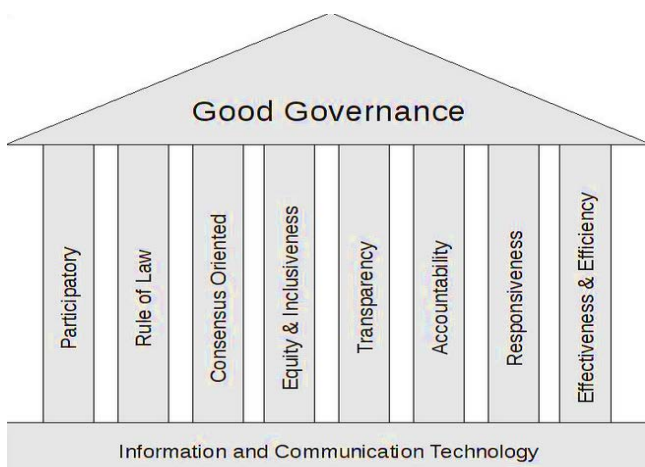 Good Governance
Participatory
Rule of Law
Consensus Oriented
Equity & Inclusiveness
Transparency
Accountability
Responsiveness
Effectiveness & Efficiency
Information and Communication Technology